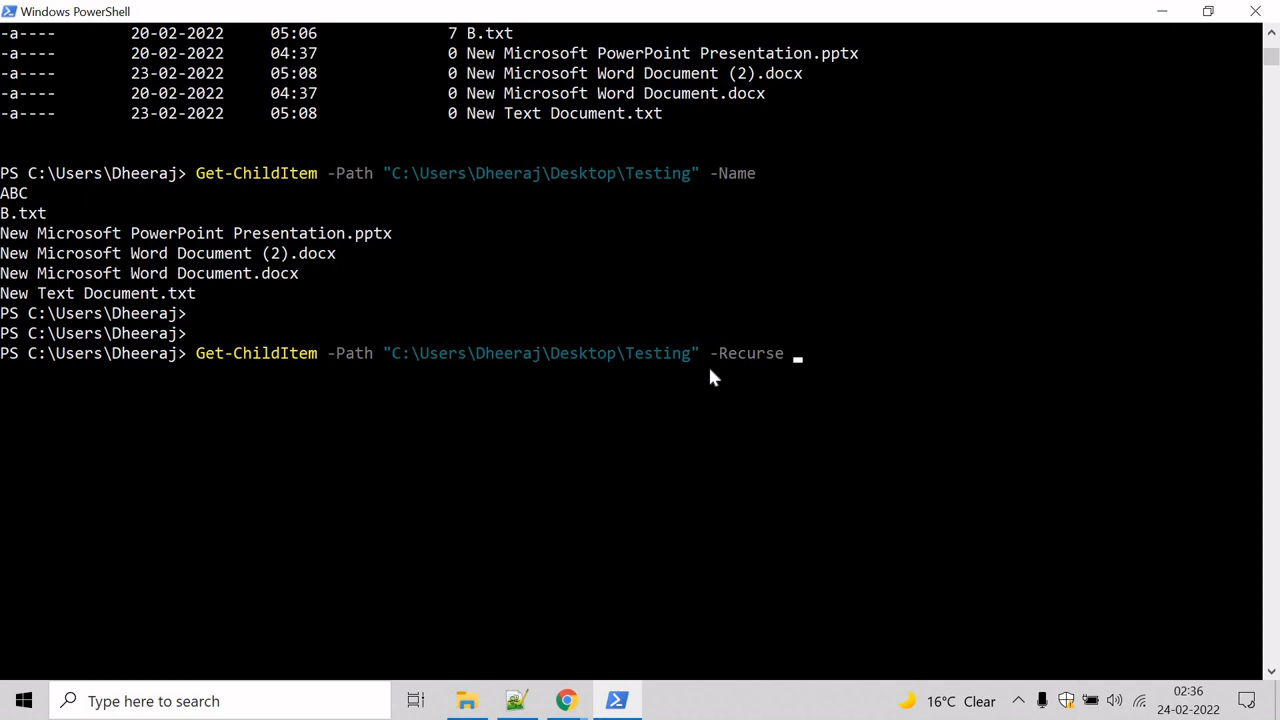 Windows PowerShell
-a---- 20-02-2022 05:06 7 B.txt
-a---- 20-02-2022 04:37 0 New Microsoft PowerPoint Presentation.pptx
-a---- 23-02-2022 05:08 0 New Microsoft Word Document (2).docx
-a---- 20-02-2022 04:37 0 New Microsoft Word Document.docx
-a---- 23-02-2022 05:08 0 New Text Document.txt
PS C:\Users\Dheeraj> Get-ChildItem -Path "C:\Users\Dheeraj\Desktop\Testing" -Name
ABC
B.txt
New Microsoft PowerPoint Presentation.pptx
New Microsoft Word Document (2).docx
New Microsoft Word Document.docx
New Text Document.txt
PS C:\Users\Dheeraj>
PS C:\Users\Dheeraj>
PS C:\Users\Dheeraj> Get-ChildItem -Path "C:\Users\Dheeraj\Desktop\Testing" -Recurse
Type here to search
16°C Clear
02:36
24-02-2022